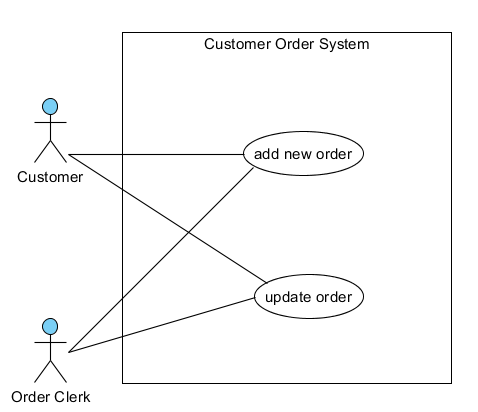 Customer Order System
add new order
Customer
update order
Order Clerk